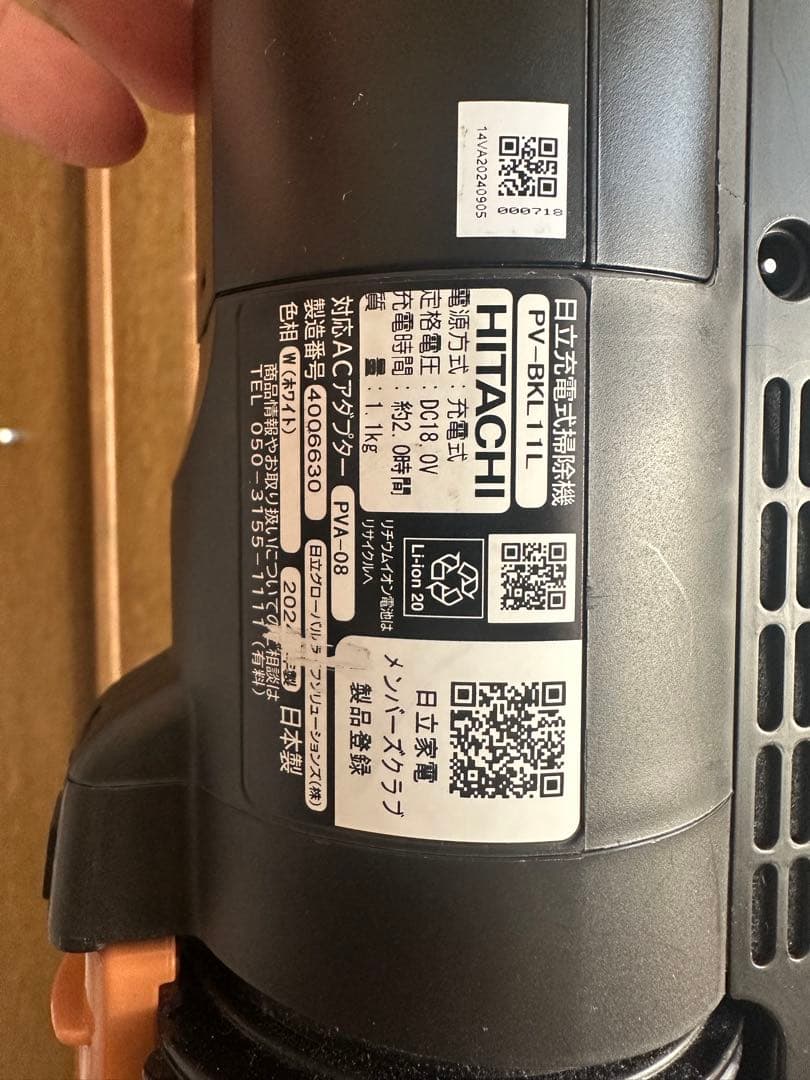 14VA20240905
000718
日立充電式掃除機
PV-BKL11L
HITACHI
電源方式：充電式
定格電圧：DC18.0V
充電時間：約2.0時間
質 量：1.1kg
対応ACアダプター PVA-08
製造番号 4006630
日立グローバルライフソリューションズ(株)
色相 W(ホワイト)
202
年製 日本製
商品情報やお取り扱いについてのご相談は
TEL 050-3155-1111(有料)
Li-ion 20
リチウムイオン電池は
リサイクルへ
日立家電
メンバーズクラブ
製品登録